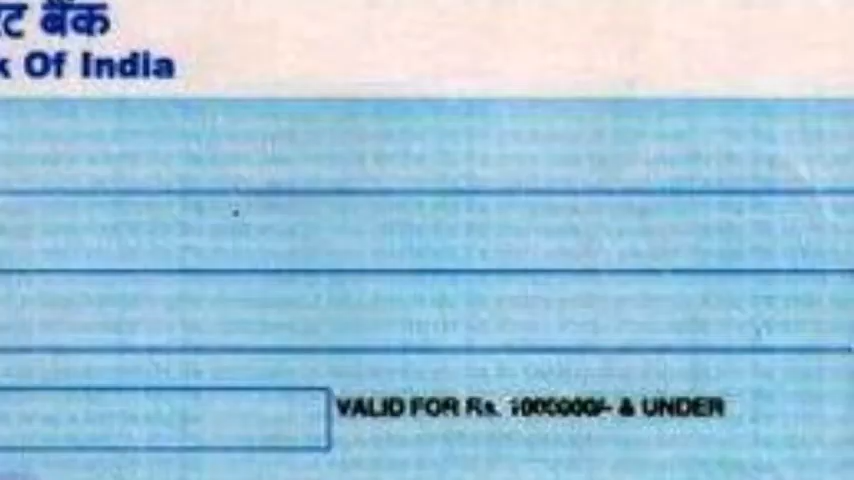 बैंक
Of India
VALID FOR Rs. 1000000/- & UNDER